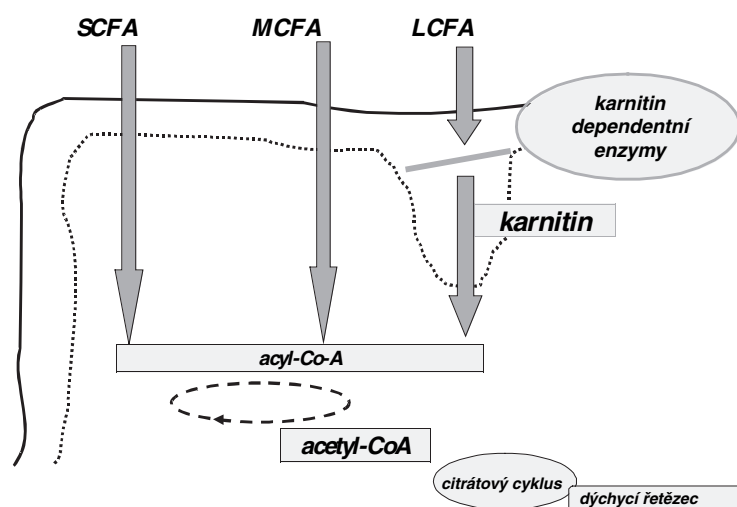 SCFA MCFA LCFA
karnitin
dependentní
enzymy
karnitin
acyl-Co-A
acetyl-CoA
citrátový cyklus
dýchycí řetězec